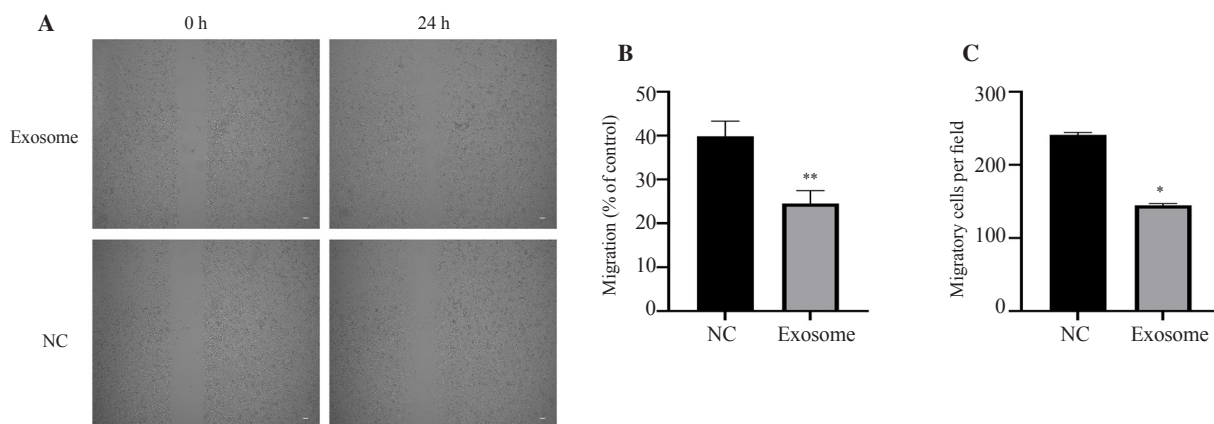 A
0 h
24 h
Exosome
NC
B
Migration (% of control)
50
40
30
20
10
0
**
NC
Exosome
C
Migratory cells per field
300
200
100
0
*
NC
Exosome